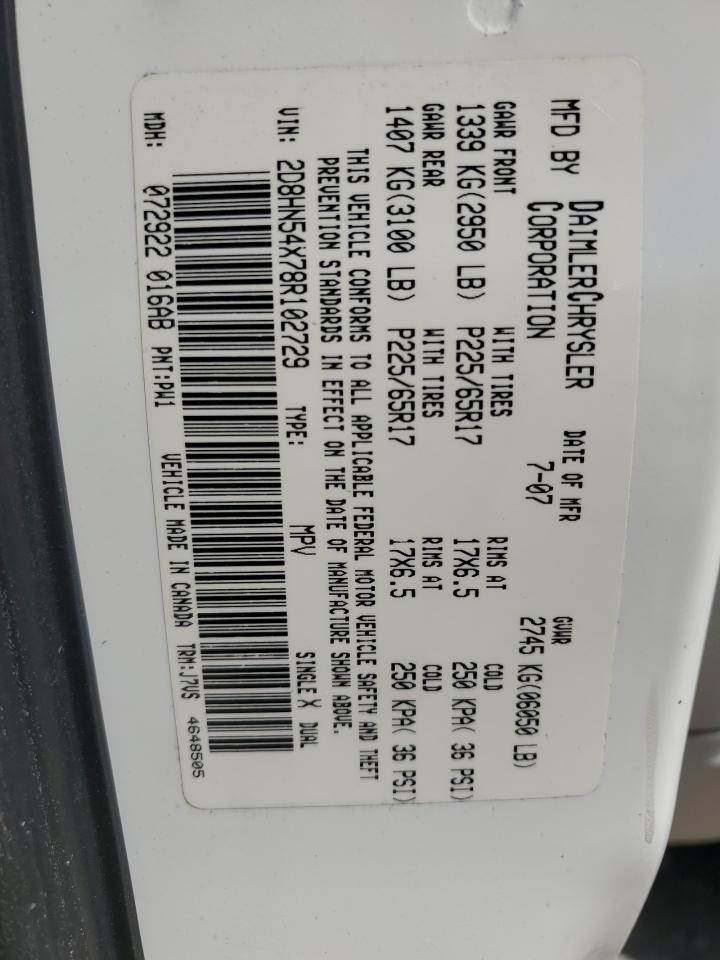 MFD BY DAIMLERCHRYSLER CORPORATION
DATE OF MFR 7-07
GVWR 2745 KG(06050 LB)
GAWR FRONT WITH TIRES RIMS AT COLD
1339 KG(2950 LB) P225/65R17 17X6.5 250 KPA( 36 PSI)
GAWR REAR WITH TIRES RIMS AT COLD
1407 KG(3100 LB) P225/65R17 17X6.5 250 KPA( 36 PSI)
THIS VEHICLE CONFORMS TO ALL APPLICABLE FEDERAL MOTOR VEHICLE SAFETY AND THEFT
PREVENTION STANDARDS IN EFFECT ON THE DATE OF MANUFACTURE SHOWN ABOVE.
VIN: 2D8HN54X78R102729 TYPE: MPV SINGLE X DUAL
MDH: 072922 016AB PNT:PW1 VEHICLE MADE IN CANADA TRM:J7VS 4648505